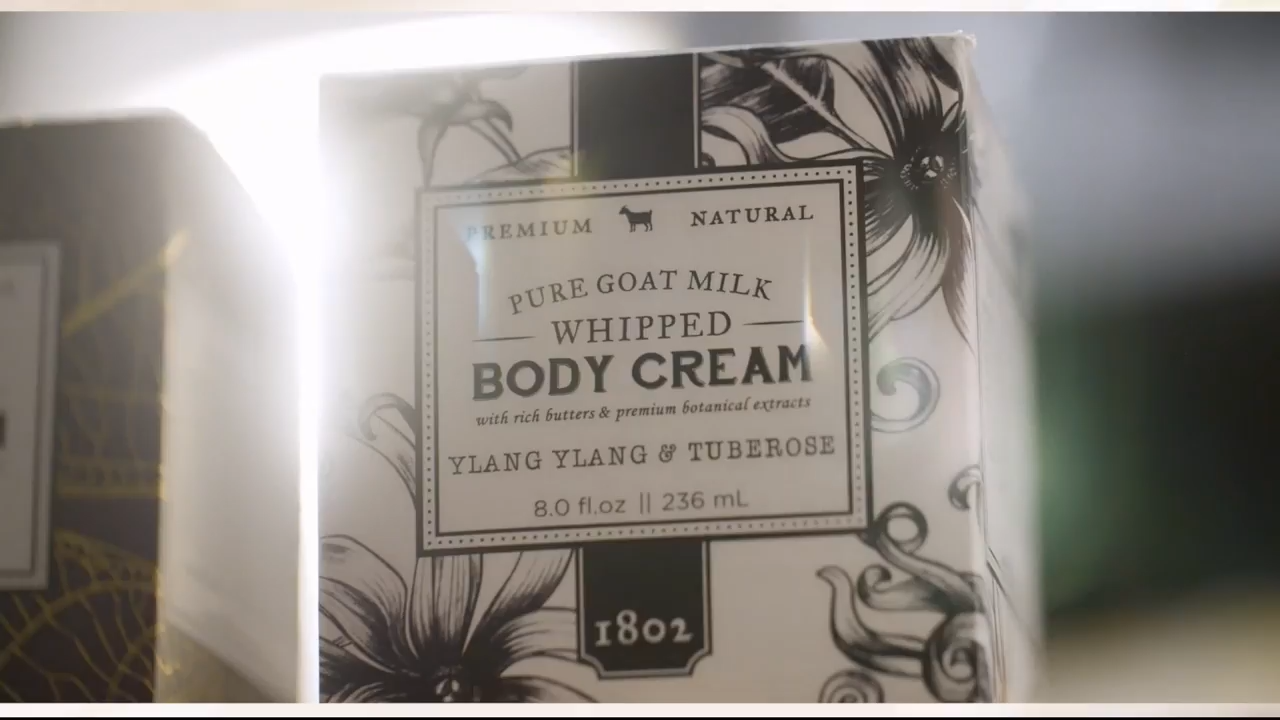 PREMIUM NATURAL
PURE GOAT MILK
WHIPPED
BODY CREAM
with rich butters & premium botanical extracts
YLANG YLANG & TUBEROSE
8.0 fl.oz || 236 mL
1802